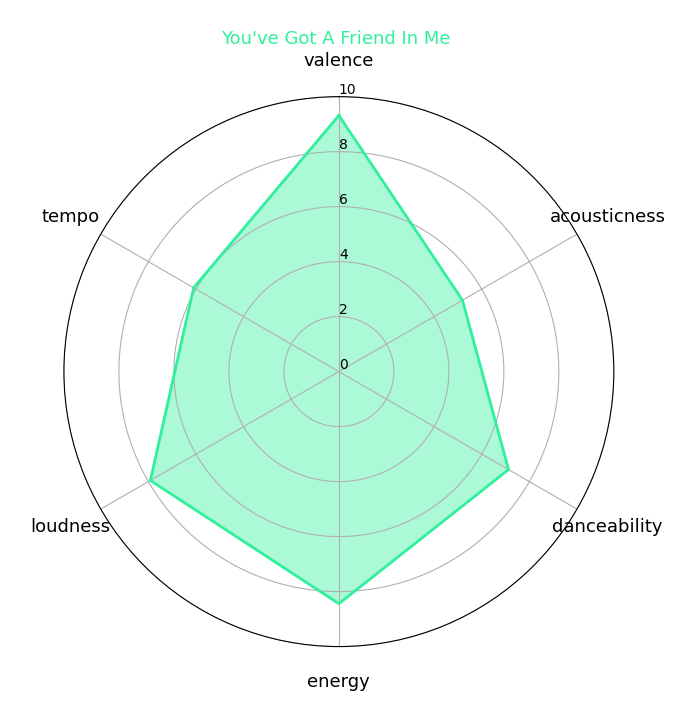 You've Got A Friend In Me
valence
10
8
tempo
acousticness
6
4
2
0
loudness
danceability
energy